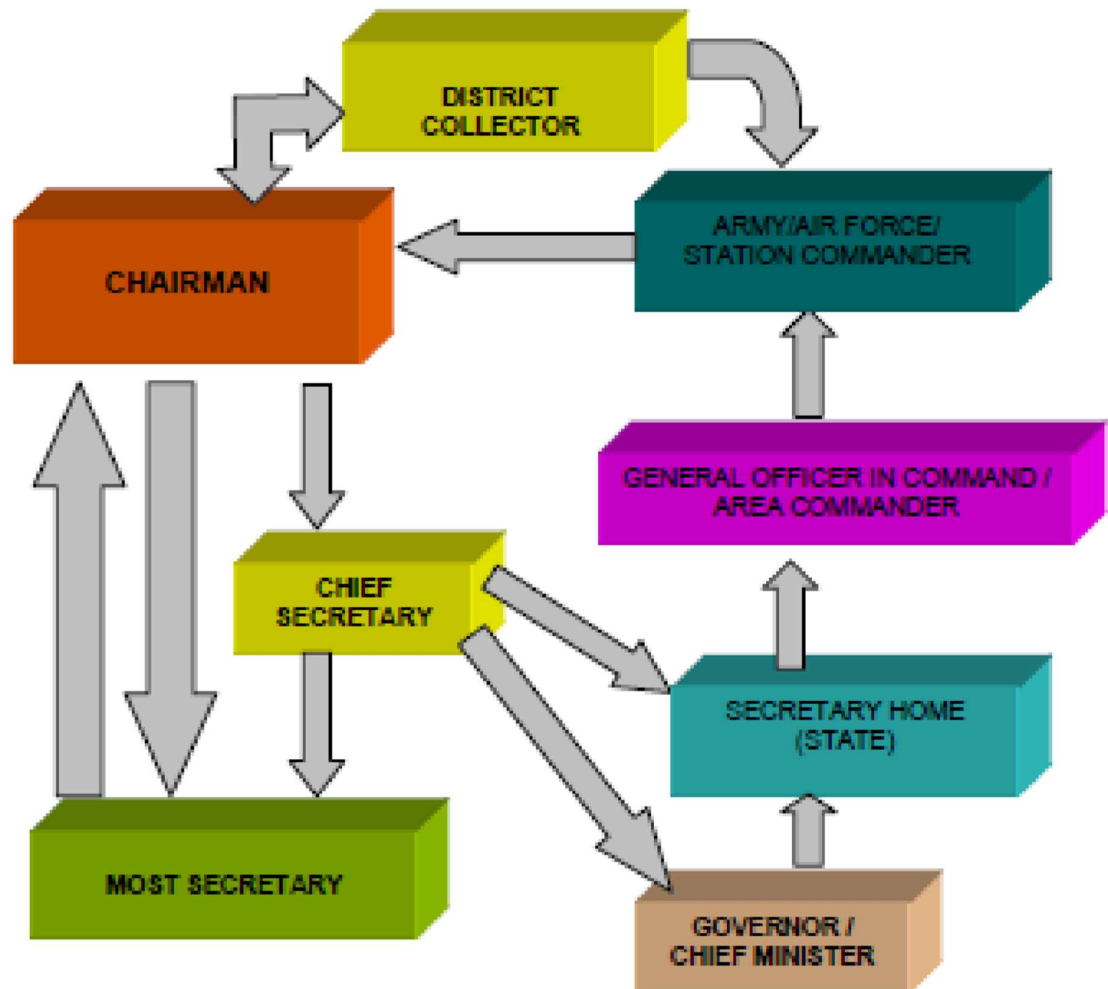 DISTRICT
COLLECTOR
CHAIRMAN
ARMY/AIR FORCE/
STATION COMMANDER
GENERAL OFFICER IN COMMAND /
AREA COMMANDER
CHIEF
SECRETARY
SECRETARY HOME
(STATE)
MOST SECRETARY
GOVERNOR /
CHIEF MINISTER